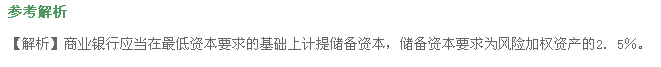 参考解析
【解析】商业银行应当在最低资本要求的基础上计提储备资本，储备资本要求为风险加权资产的2. 5%。